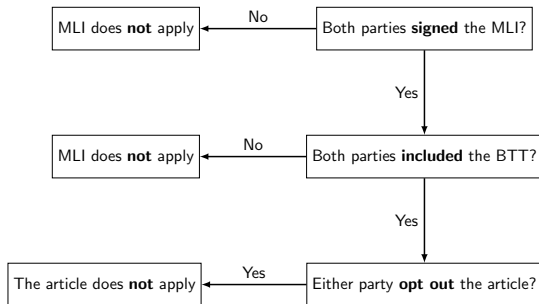 MLI does not apply
No
Both parties signed the MLI?
Yes
MLI does not apply
No
Both parties included the BTT?
Yes
The article does not apply
Yes
Either party opt out the article?